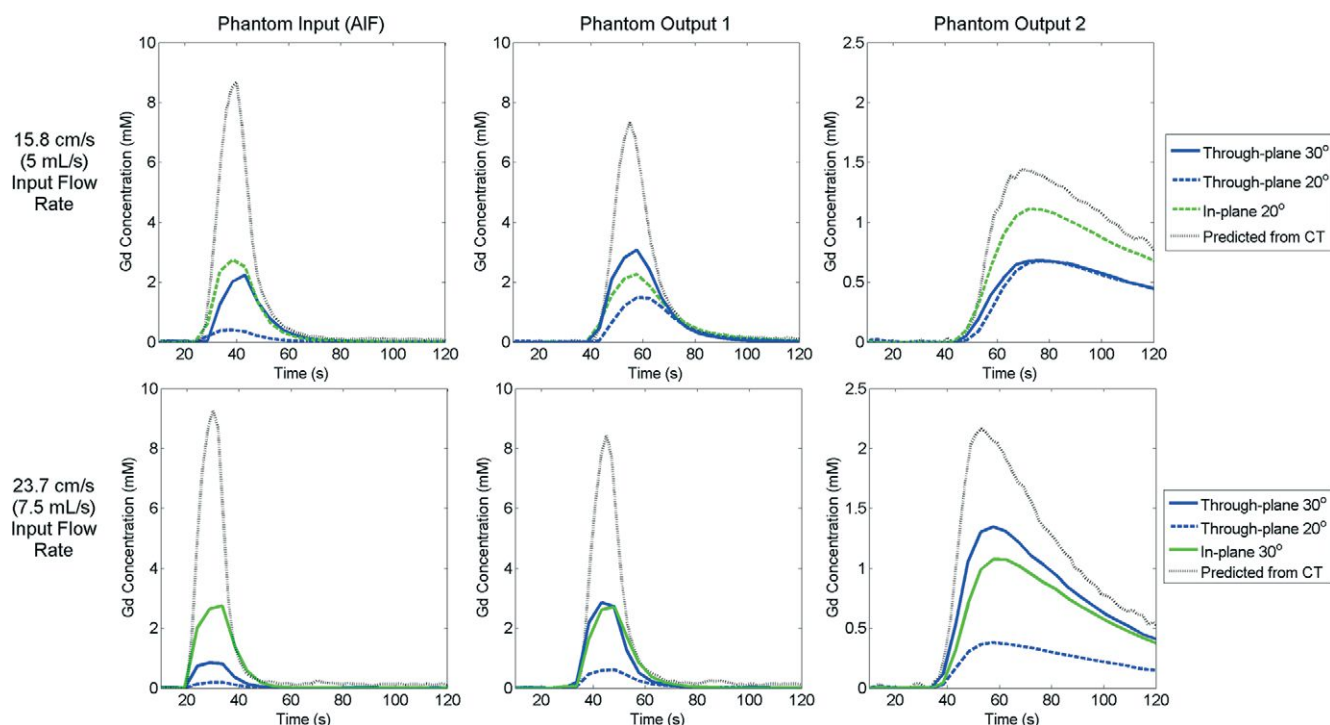 Phantom Input (AIF)
Phantom Output 1
Phantom Output 2
15.8 cm/s
(5 mL/s)
Input Flow
Rate
Gd Concentration (mM)
10
8
6
4
2
0
20 40 60 80 100 120
Time (s)
Gd Concentration (mM)
10
8
6
4
2
0
20 40 60 80 100 120
Time (s)
Gd Concentration (mM)
2.5
2
1.5
1
0.5
0
20 40 60 80 100 120
Time (s)
Through-plane 30°
Through-plane 20°
In-plane 20°
Predicted from CT
23.7 cm/s
(7.5 mL/s)
Input Flow
Rate
Gd Concentration (mM)
10
8
6
4
2
0
20 40 60 80 100 120
Time (s)
Gd Concentration (mM)
10
8
6
4
2
0
20 40 60 80 100 120
Time (s)
Gd Concentration (mM)
2.5
2
1.5
1
0.5
0
20 40 60 80 100 120
Time (s)
Through-plane 30°
Through-plane 20°
In-plane 30°
Predicted from CT